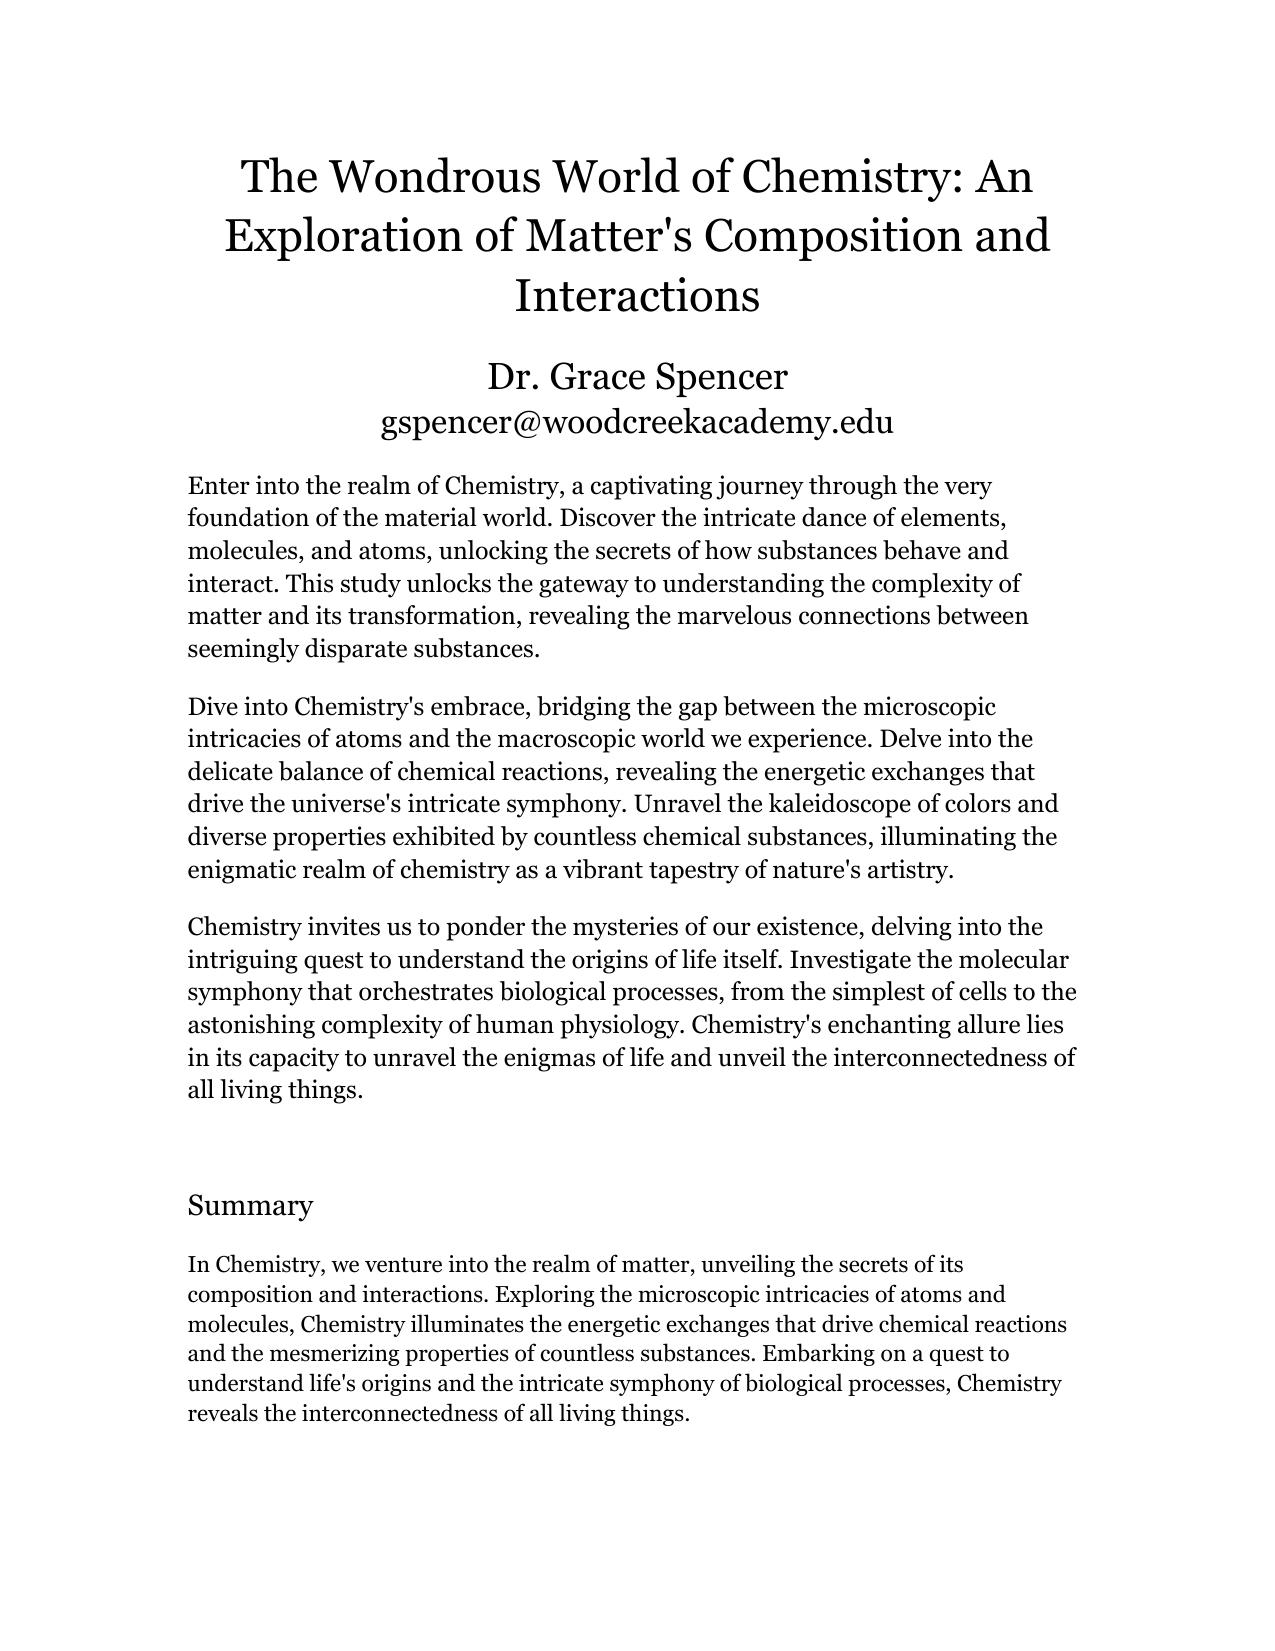 The Wondrous World of Chemistry: An
Exploration of Matter's Composition and
Interactions
Dr. Grace Spencer
gspencer@woodcreekacademy.edu
Enter into the realm of Chemistry, a captivating journey through the very
foundation of the material world. Discover the intricate dance of elements,
molecules, and atoms, unlocking the secrets of how substances behave and
interact. This study unlocks the gateway to understanding the complexity of
matter and its transformation, revealing the marvelous connections between
seemingly disparate substances.
Dive into Chemistry's embrace, bridging the gap between the microscopic
intricacies of atoms and the macroscopic world we experience. Delve into the
delicate balance of chemical reactions, revealing the energetic exchanges that
drive the universe's intricate symphony. Unravel the kaleidoscope of colors and
diverse properties exhibited by countless chemical substances, illuminating the
enigmatic realm of chemistry as a vibrant tapestry of nature's artistry.
Chemistry invites us to ponder the mysteries of our existence, delving into the
intriguing quest to understand the origins of life itself. Investigate the molecular
symphony that orchestrates biological processes, from the simplest of cells to the
astonishing complexity of human physiology. Chemistry's enchanting allure lies
in its capacity to unravel the enigmas of life and unveil the interconnectedness of
all living things.
Summary
In Chemistry, we venture into the realm of matter, unveiling the secrets of its
composition and interactions. Exploring the microscopic intricacies of atoms and
molecules, Chemistry illuminates the energetic exchanges that drive chemical reactions
and the mesmerizing properties of countless substances. Embarking on a quest to
understand life's origins and the intricate symphony of biological processes, Chemistry
reveals the interconnectedness of all living things.